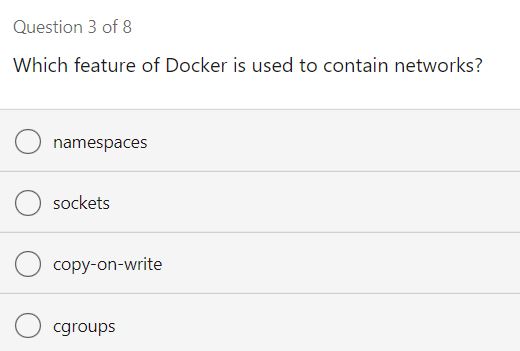 Question 3 of 8
Which feature of Docker is used to contain networks?
namespaces
sockets
copy-on-write
cgroups